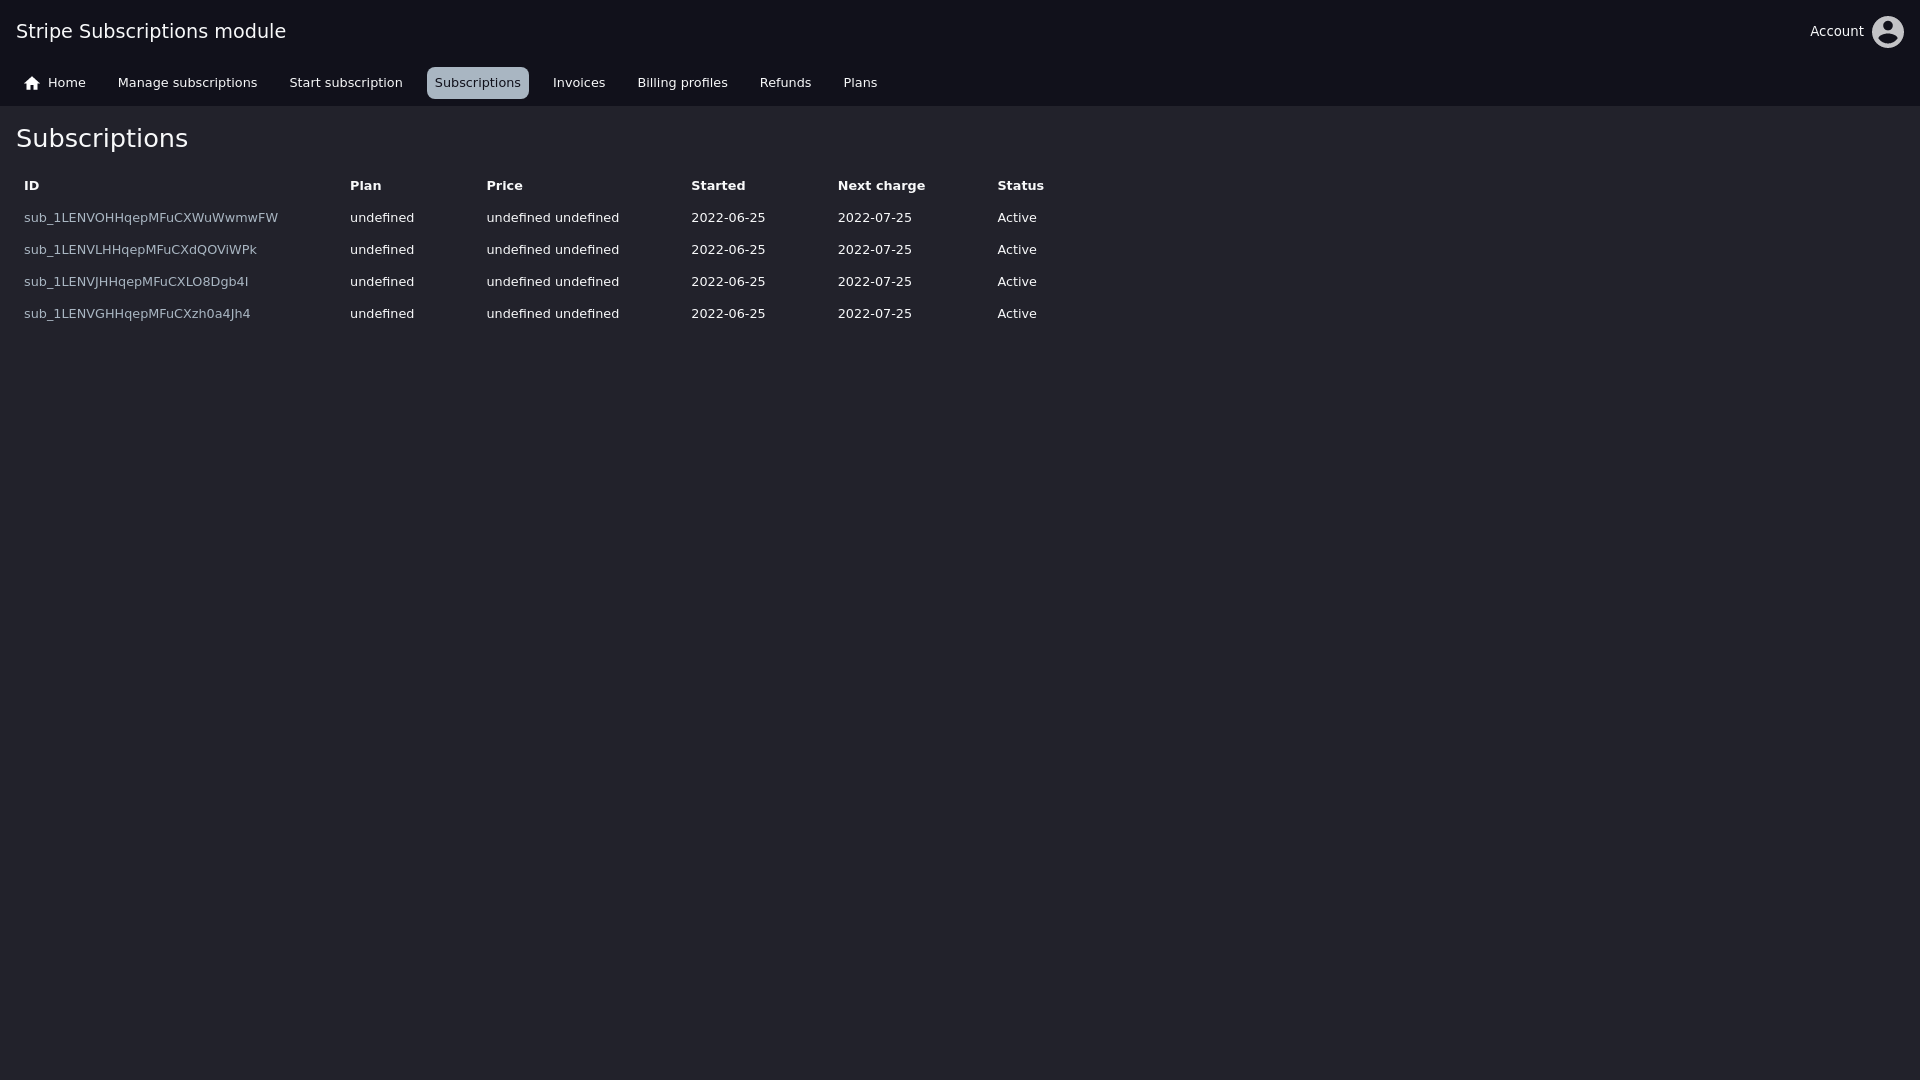 Stripe Subscriptions module
Account
Home Manage subscriptions Start subscription Subscriptions Invoices Billing profiles Refunds Plans
Subscriptions
ID Plan Price Started Next charge Status
sub_1LENVOHHqepMFuCXWuWwmwFW undefined undefined undefined 2022-06-25 2022-07-25 Active
sub_1LENVLHHqepMFuCXdQOViWPk undefined undefined undefined 2022-06-25 2022-07-25 Active
sub_1LENVJHHqepMFuCXLO8Dgb4I undefined undefined undefined 2022-06-25 2022-07-25 Active
sub_1LENVGHHqepMFuCXzh0a4Jh4 undefined undefined undefined 2022-06-25 2022-07-25 Active